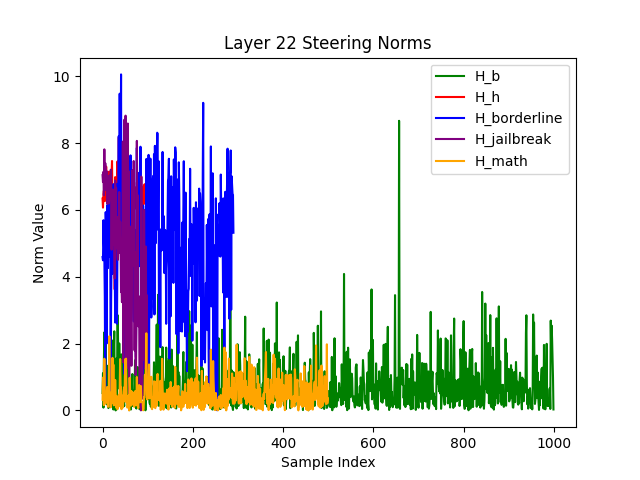 Layer 22 Steering Norms
10
8
6
4
2
0
Norm Value
H_b
H_h
H_borderline
H_jailbreak
H_math
0 200 400 600 800 1000
Sample Index